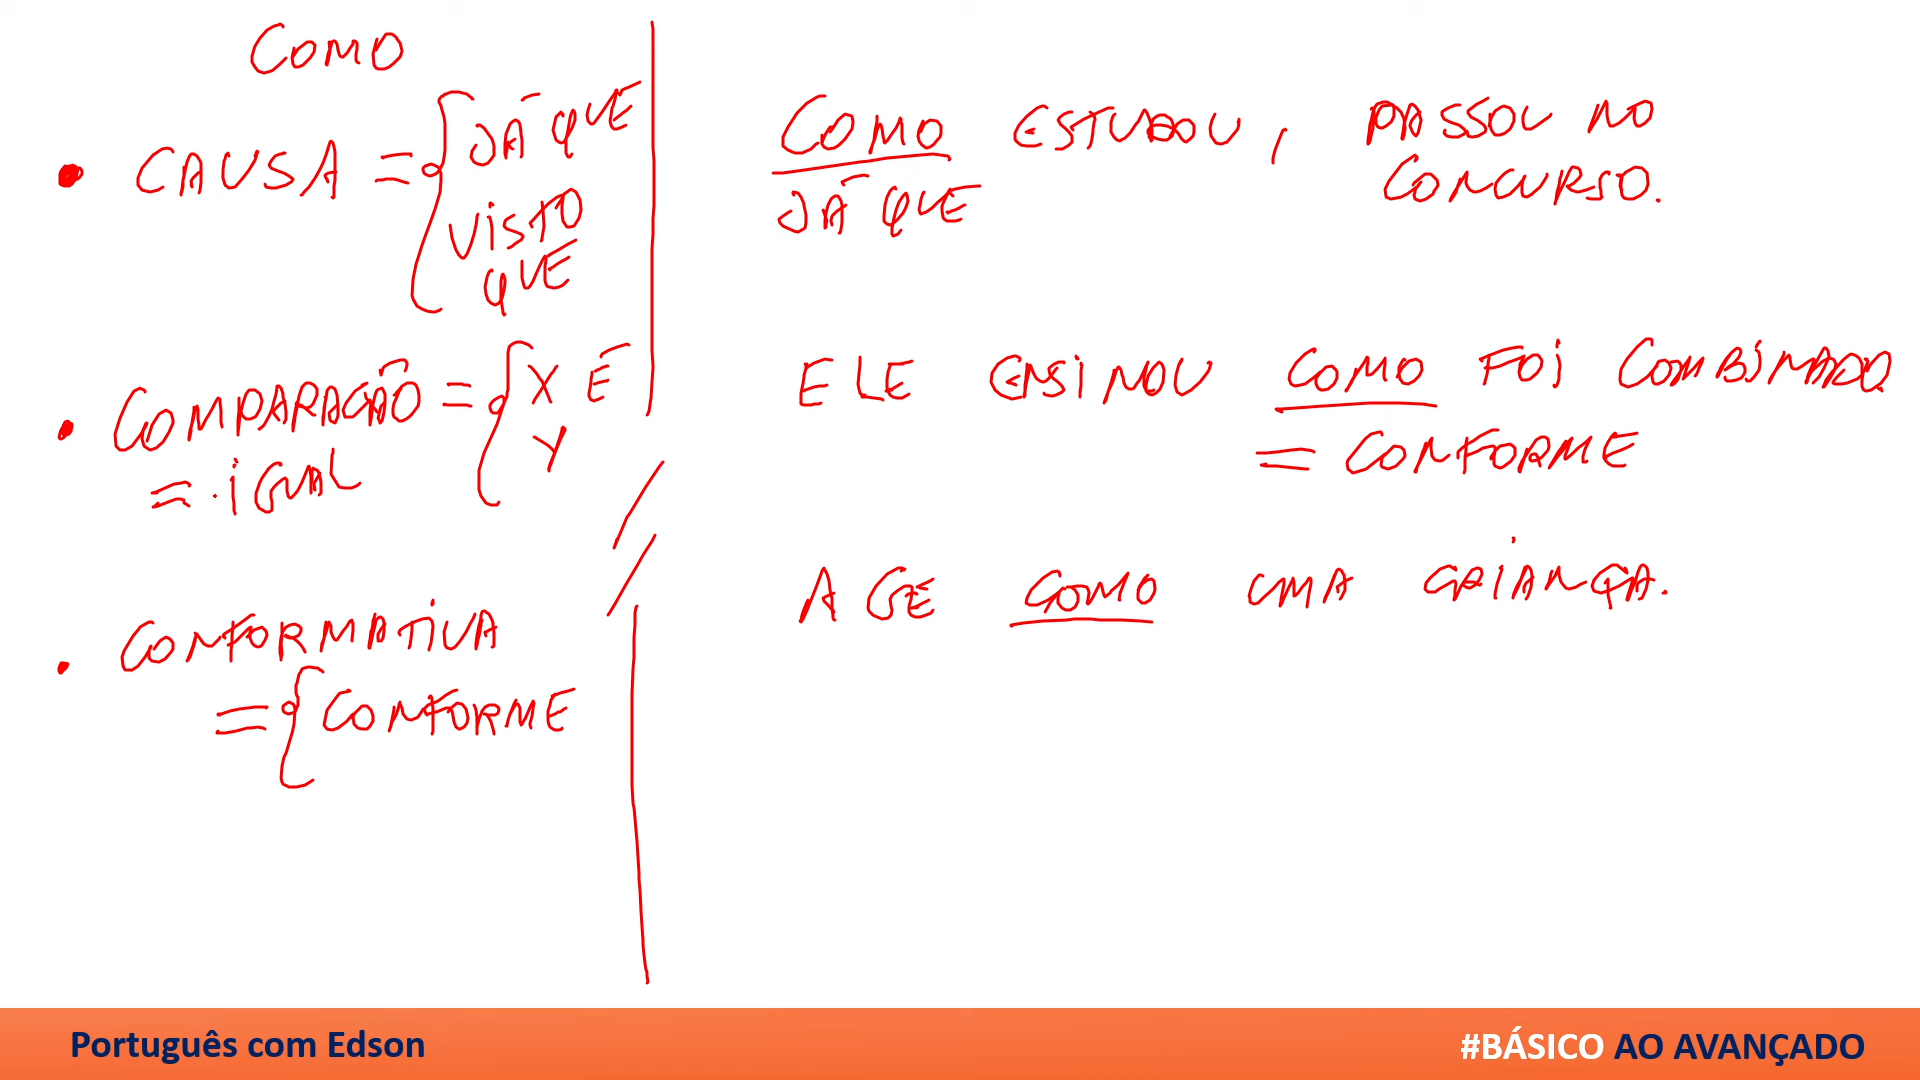 COMO
• CAUSA = { JÁ QUE
VISTO
QUE
• COMPARAÇÃO = { X E
Y
= IGUAL
• CONFORMATIVA
= { CONFORME
COMO ESTUDOU, PASSOU NO
CONCURSO.
JÁ QUE
ELE ENSINOU COMO FOI COMBINADO.
= CONFORME
AGE COMO UMA CRIANÇA.
Português com Edson
#BÁSICO AO AVANÇADO